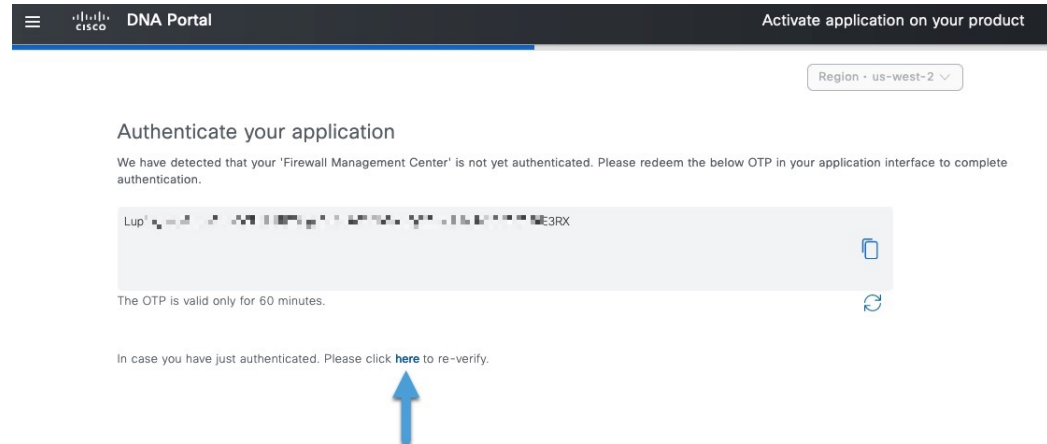 cisco DNA Portal
Activate application on your product
Region · us-west-2
Authenticate your application
We have detected that your 'Firewall Management Center' is not yet authenticated. Please redeem the below OTP in your application interface to complete
authentication.
Lup E3RX
The OTP is valid only for 60 minutes.
In case you have just authenticated. Please click here to re-verify.